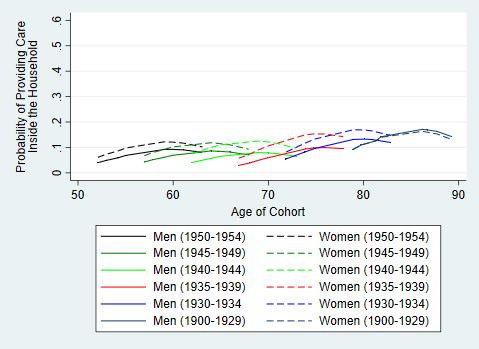 Probability of Providing Care
Inside the Household
.6
.5
.4
.3
.2
.1
0
50 60 70 80 90
Age of Cohort
Men (1950-1954) Women (1950-1954)
Men (1945-1949) Women (1945-1949)
Men (1940-1944) Women (1940-1944)
Men (1935-1939) Women (1935-1939)
Men (1930-1934 Women (1930-1934)
Men (1900-1929) Women (1900-1929)